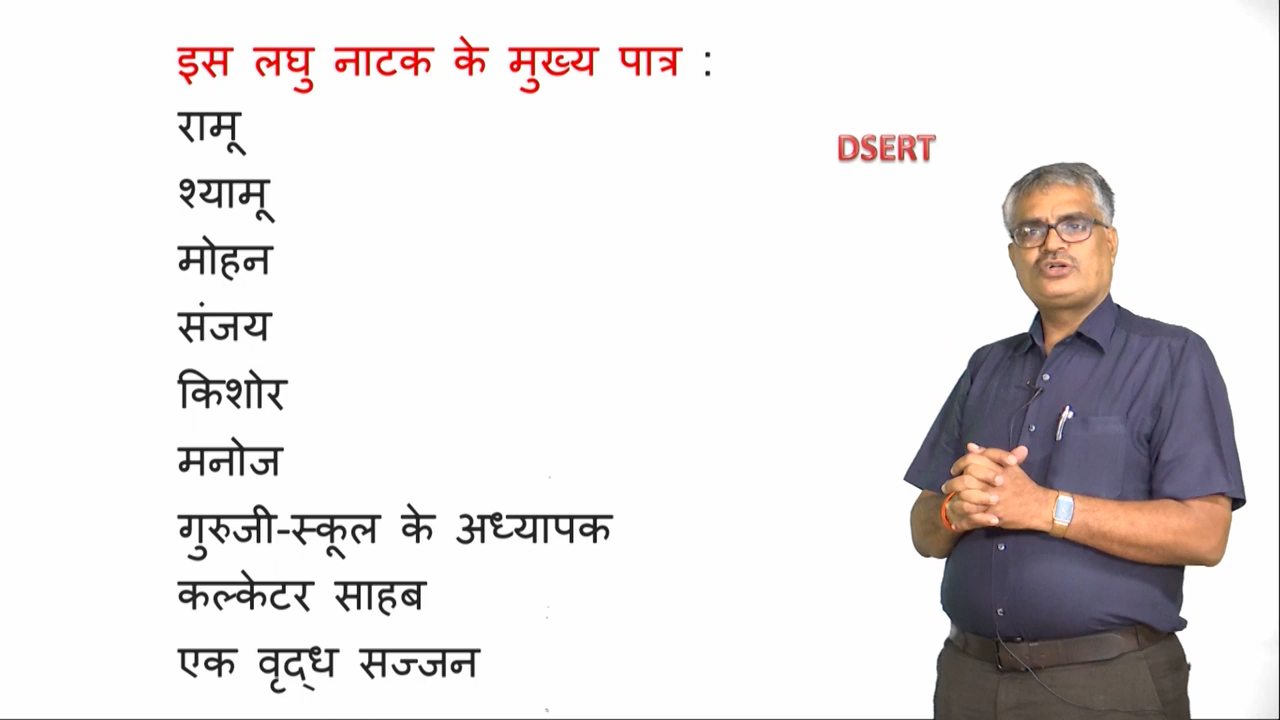 इस लघु नाटक के मुख्य पात्र :
रामू
DSERT
श्यामू
मोहन
संजय
किशोर
मनोज
गुरुजी-स्कूल के अध्यापक
कल्केटर साहब
एक वृद्‍ध सज्जन